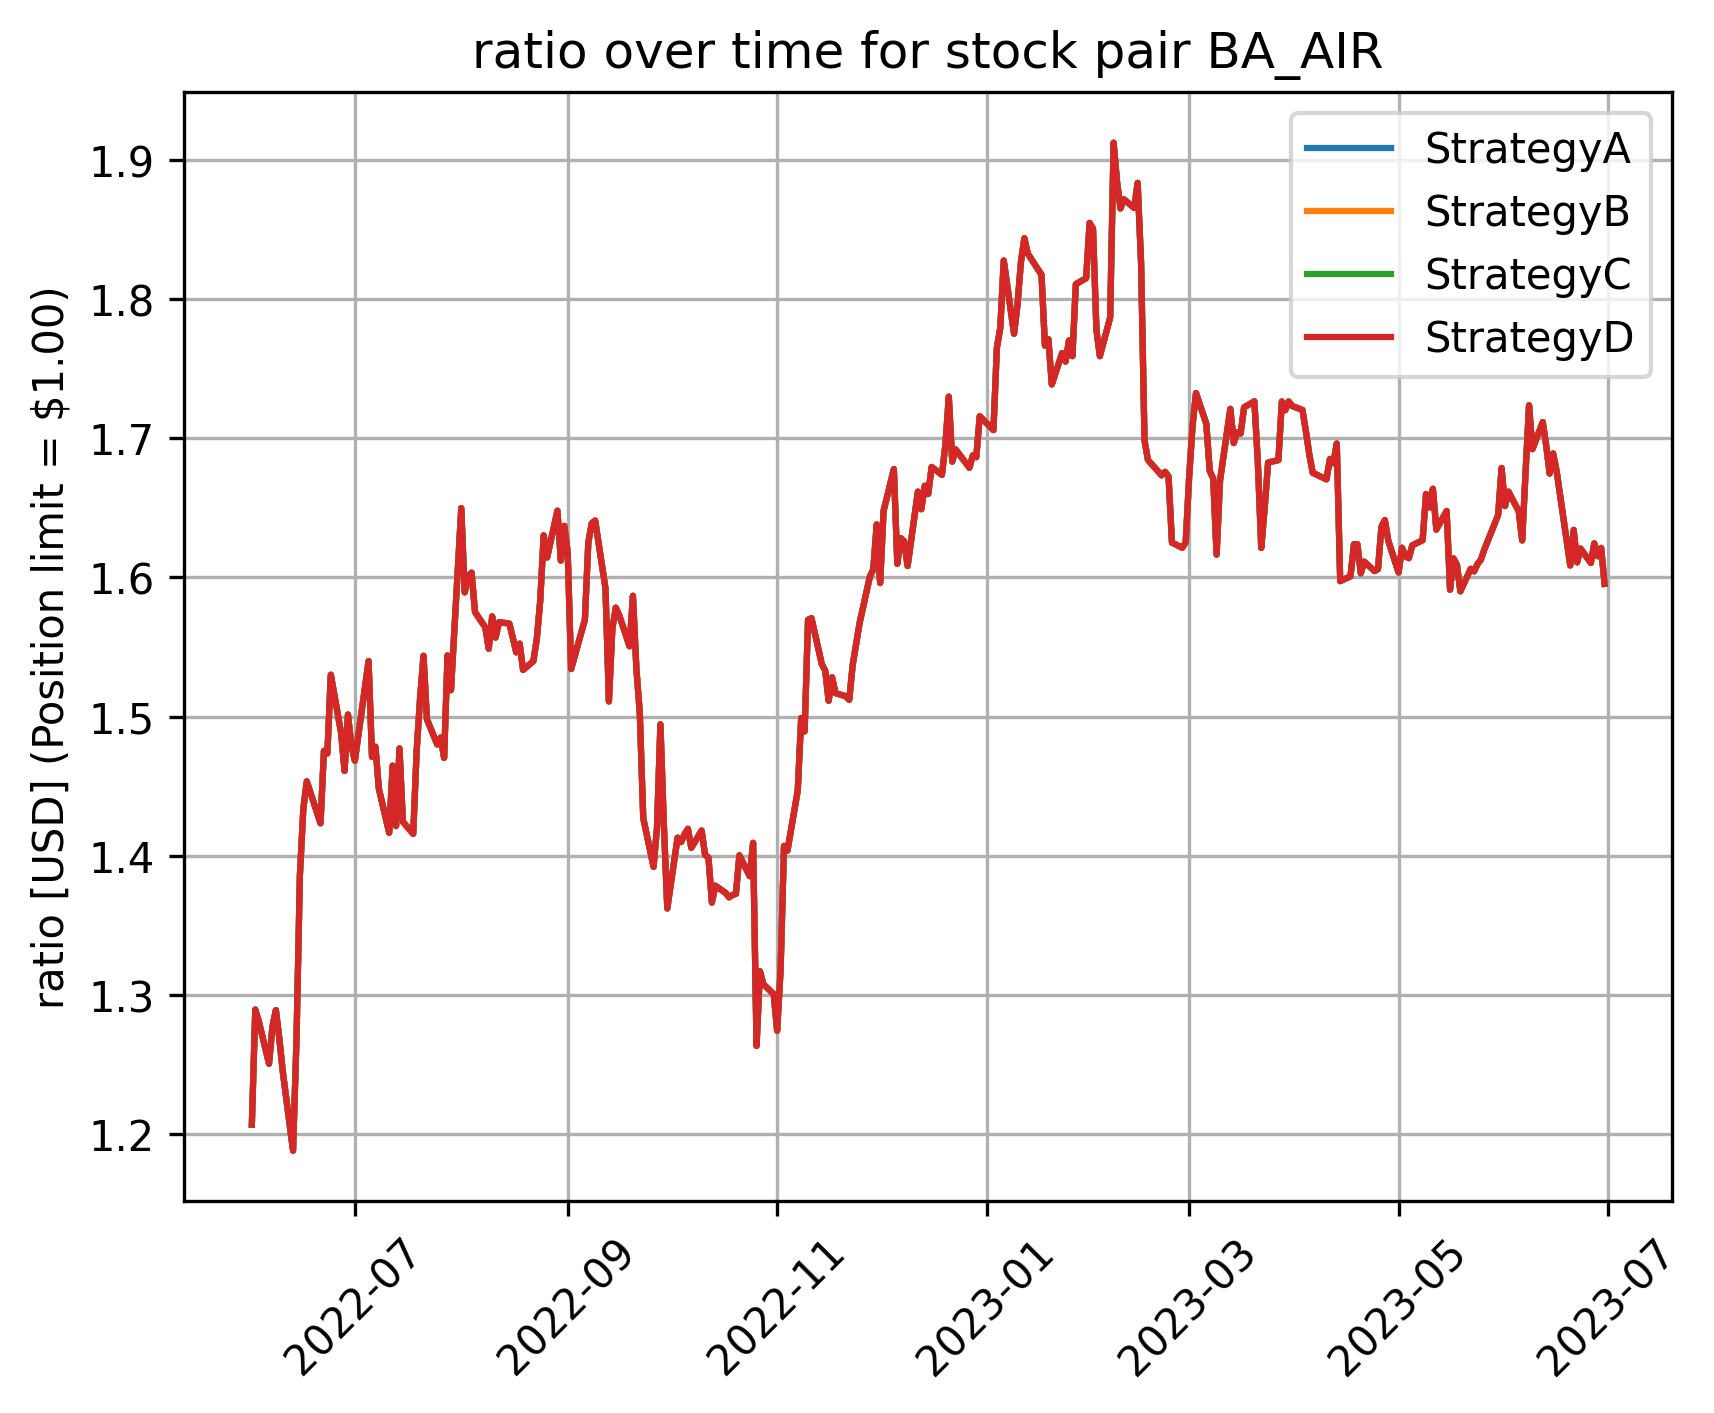 ratio over time for stock pair BA_AIR
StrategyA
StrategyB
StrategyC
StrategyD
ratio [USD] (Position limit = $1.00)
1.9
1.8
1.7
1.6
1.5
1.4
1.3
1.2
2022-07
2022-09
2022-11
2023-01
2023-03
2023-05
2023-07